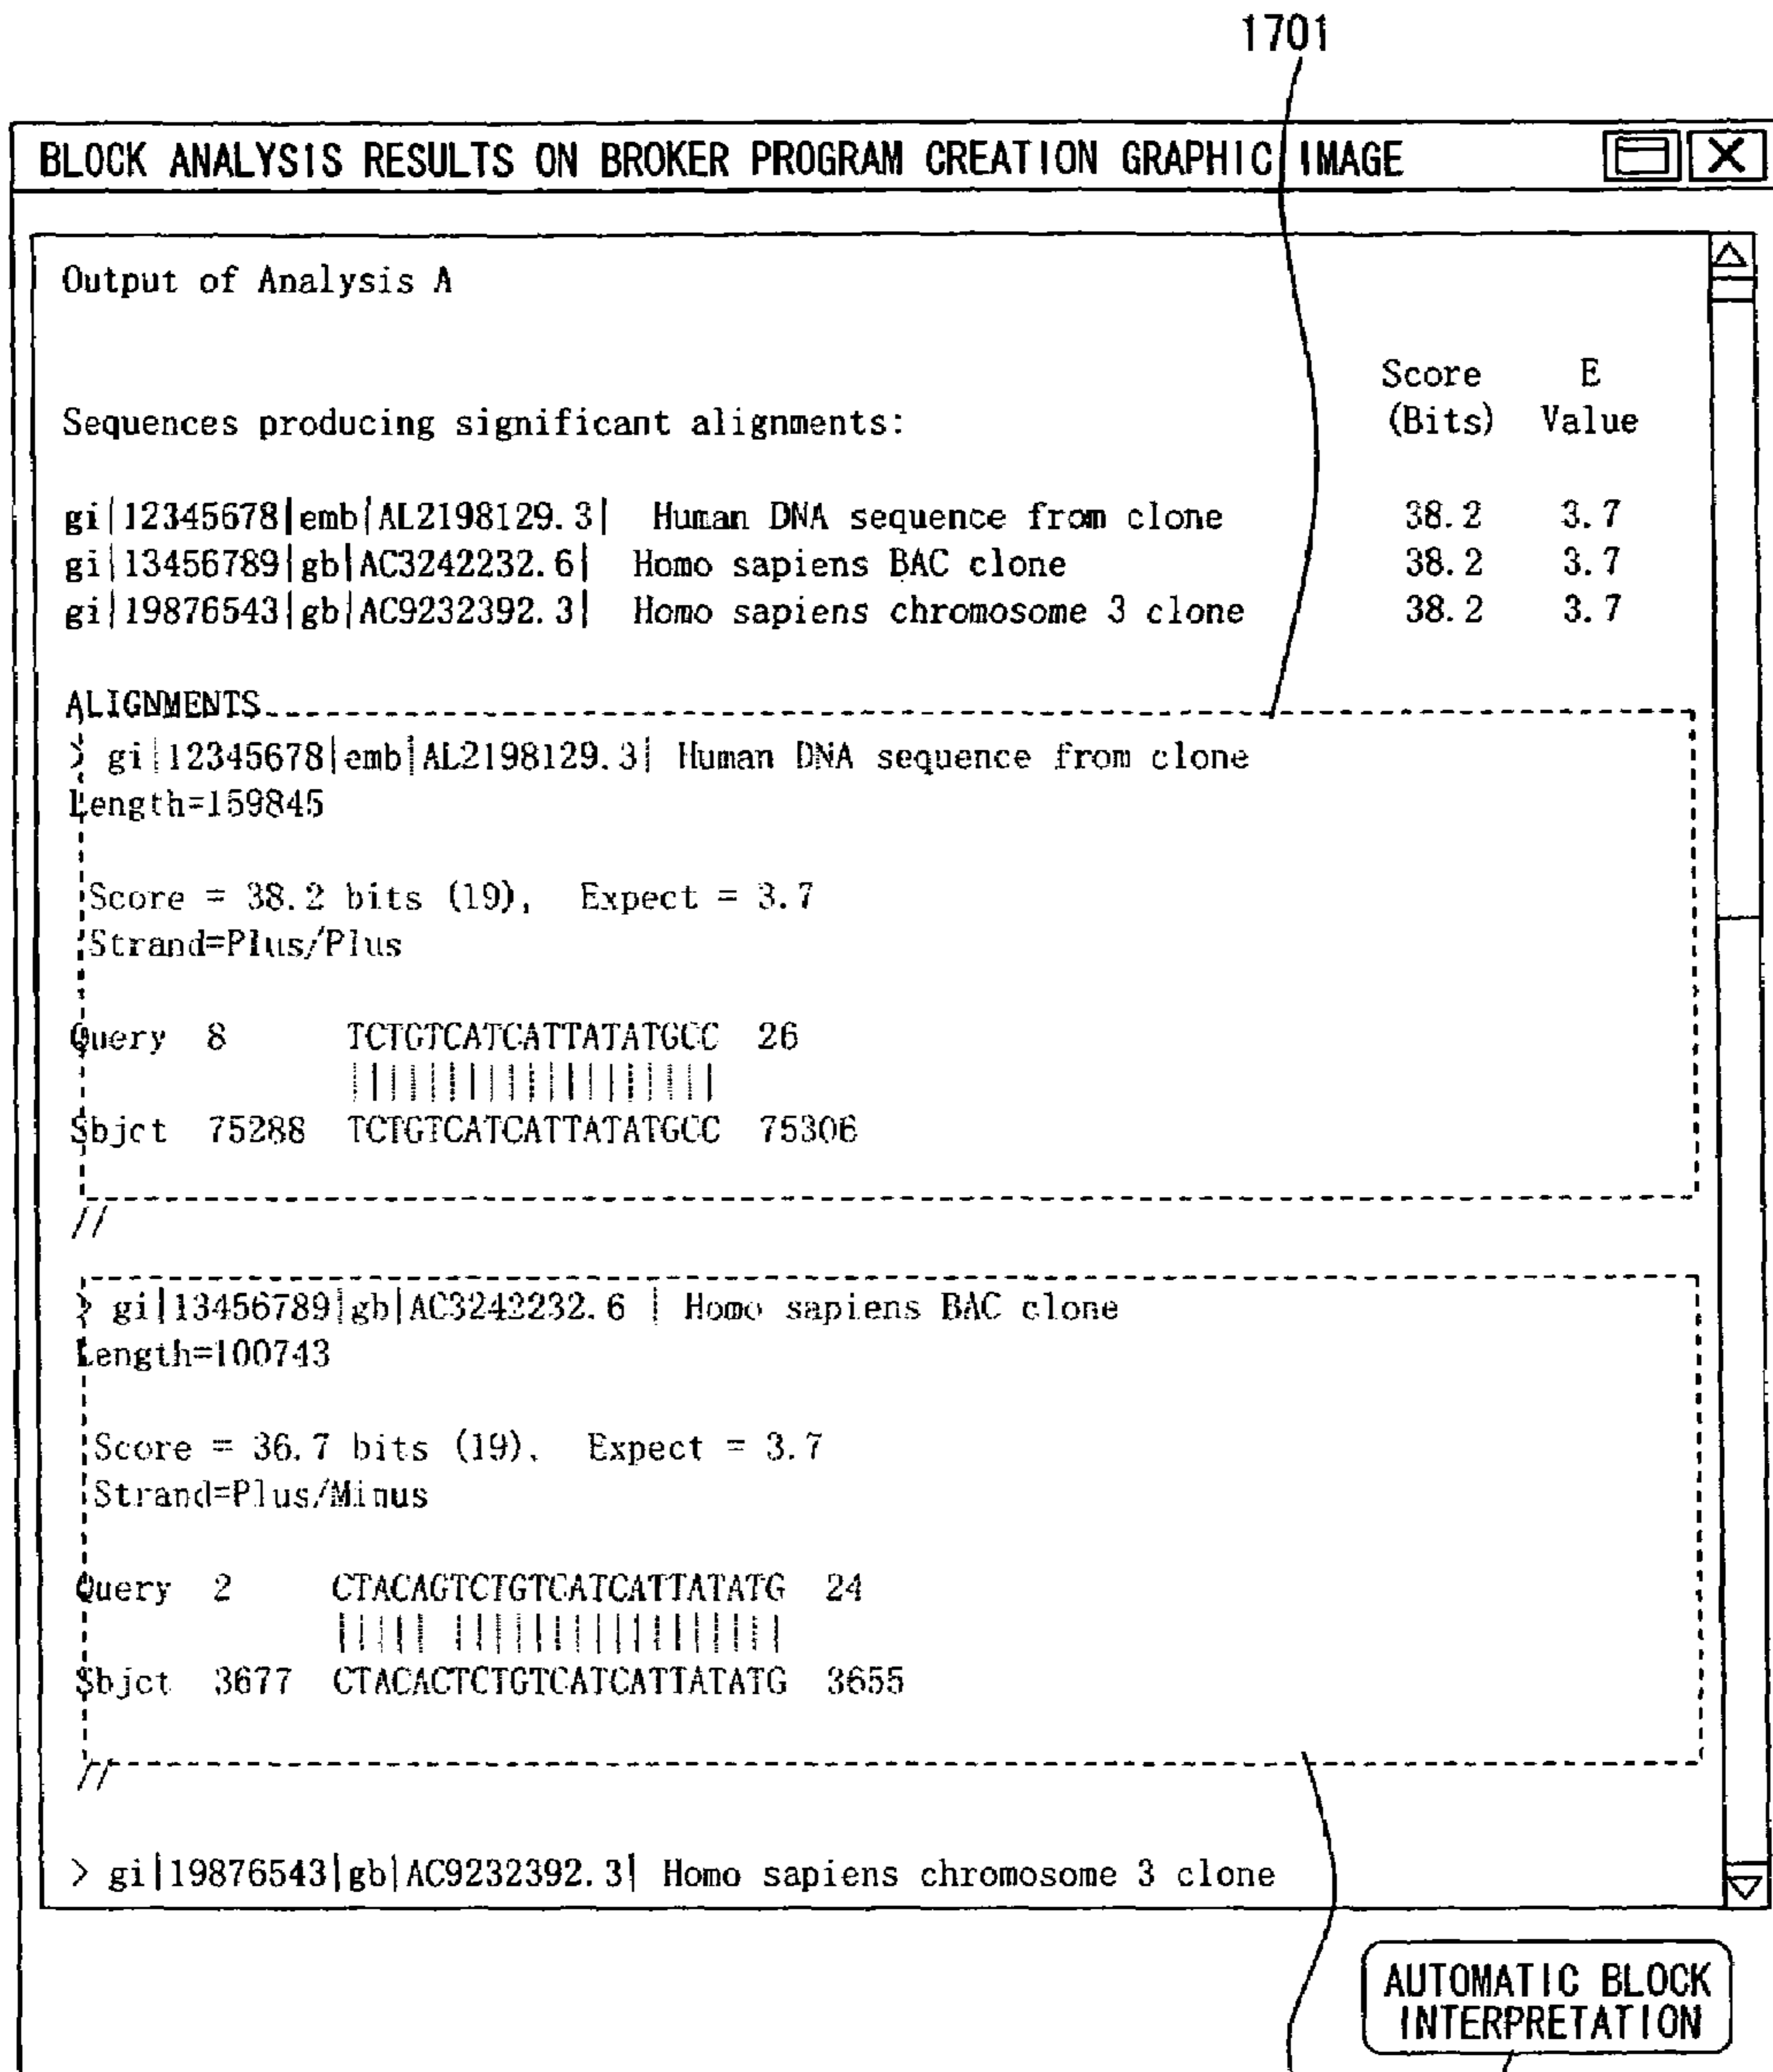 1701
BLOCK ANALYSIS RESULTS ON BROKER PROGRAM CREATION GRAPHIC IMAGE
Output of Analysis A
Score E
Sequences producing significant alignments: (Bits) Value
gi|12345678|emb|AL2198129.3| Human DNA sequence from clone 38.2 3.7
gi|13456789|gb|AC3242232.6| Homo sapiens BAC clone 38.2 3.7
gi|19876543|gb|AC9232392.3| Homo sapiens chromosome 3 clone 38.2 3.7
ALIGNMENTS
> gi|12345678|emb|AL2198129.3| Human DNA sequence from clone
Length=159845
Score = 38.2 bits (19), Expect = 3.7
Strand=Plus/Plus
Query 8 TCTGTCATCATTATATGCC 26
|||||||||||||||||||
Sbjct 75288 TCTGTCATCATTATATGCC 75306
//
> gi|13456789|gb|AC3242232.6 | Homo sapiens BAC clone
Length=100743
Score = 36.7 bits (19), Expect = 3.7
Strand=Plus/Minus
Query 2 CTACAGTCTGTCATCATTATATG 24
||||| |||||||||||||||||
Sbjct 3677 CTACACTCTGTCATCATTATATG 3655
//
> gi|19876543|gb|AC9232392.3| Homo sapiens chromosome 3 clone
AUTOMATIC BLOCK
INTERPRETATION